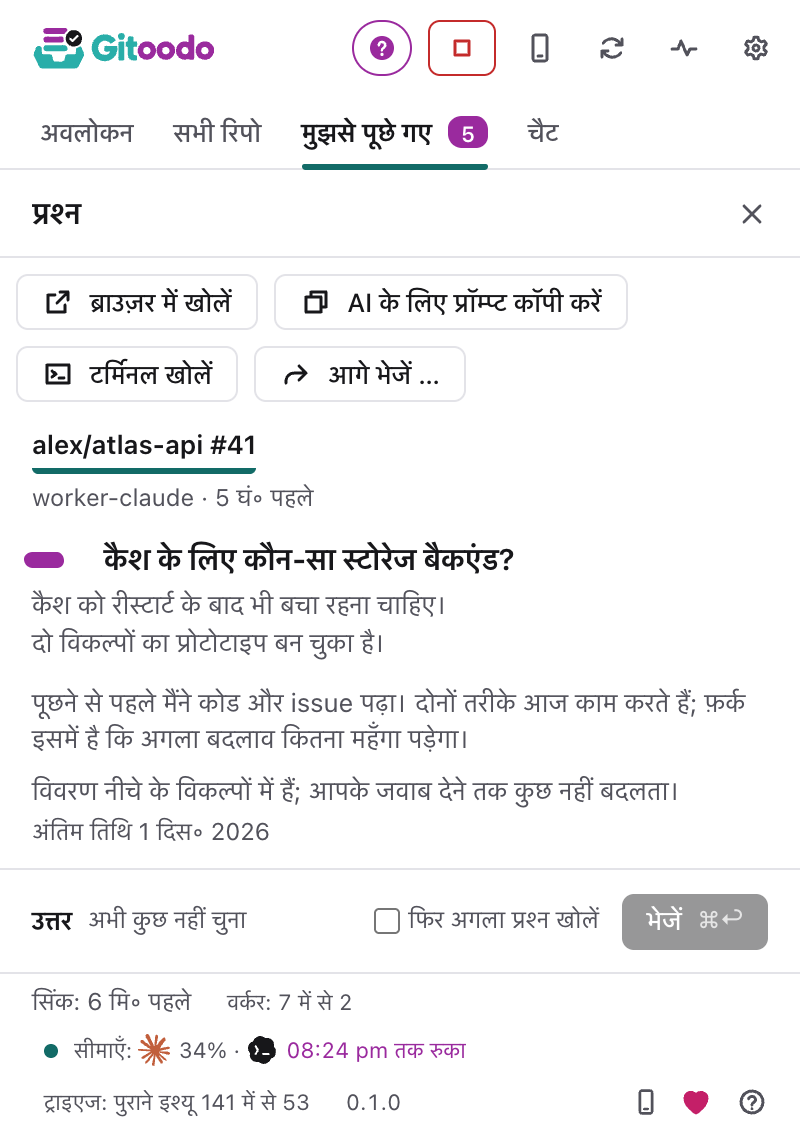 Gitoodo
अवलोकन सभी रिपो मुझसे पूछे गए 5 चैट
प्रश्न
ब्राउज़र में खोलें AI के लिए प्रॉम्प्ट कॉपी करें
टर्मिनल खोलें आगे भेजें ...
alex/atlas-api #41
worker-claude · 5 घं॰ पहले
कैश के लिए कौन-सा स्टोरेज बैकएंड?
कैश को रीस्टार्ट के बाद भी बचा रहना चाहिए।
दो विकल्पों का प्रोटोटाइप बन चुका है।
पूछने से पहले मैंने कोड और issue पढ़ा। दोनों तरीके आज काम करते हैं; फ़र्क
इसमें है कि अगला बदलाव कितना महँगा पड़ेगा।
विवरण नीचे के विकल्पों में हैं; आपके जवाब देने तक कुछ नहीं बदलता।
अंतिम तिथि 1 दिस॰ 2026
उत्तर अभी कुछ नहीं चुना फिर अगला प्रश्न खोलें भेजें ⌘↩
सिंक: 6 मि॰ पहले वर्कर: 7 में से 2
सीमाएँ: 34% · 08:24 pm तक रुका
ट्राइएज: पुराने इश्यू 141 में से 53 0.1.0